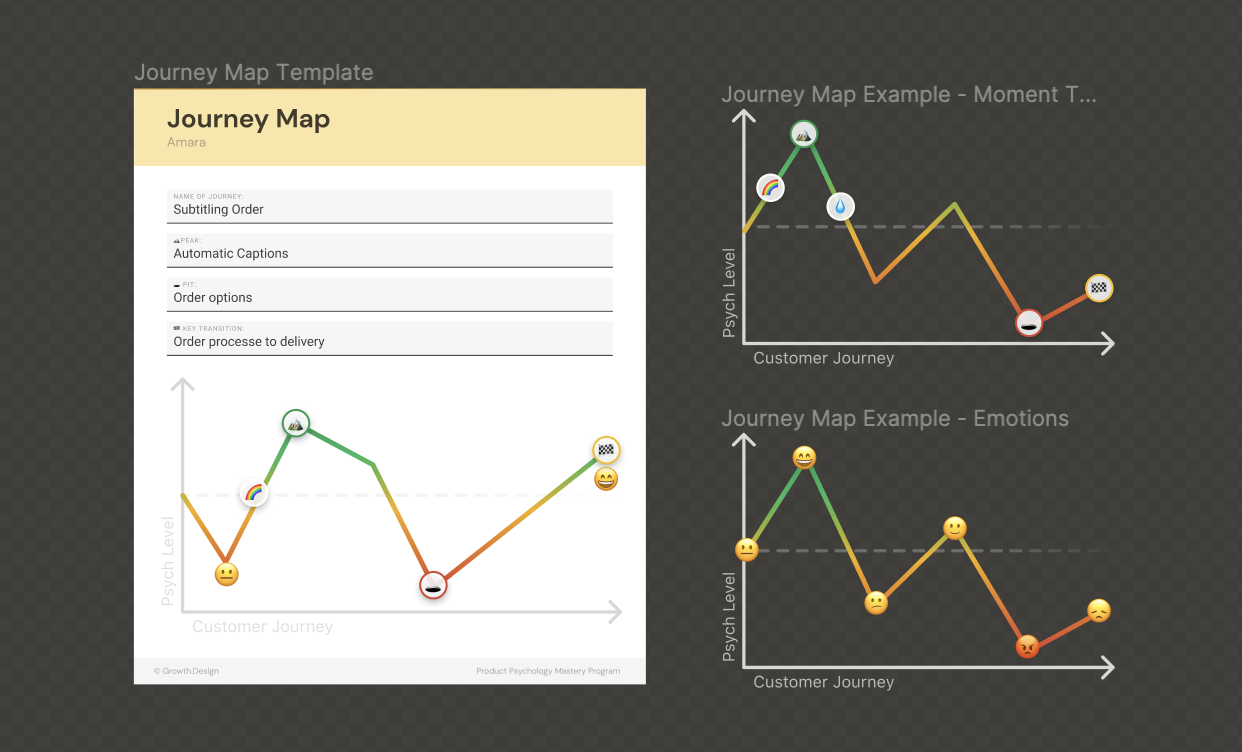 Journey Map Template
Journey Map
Amara
NAME OF JOURNEY:
Subtitling Order
PEAK:
Automatic Captions
PIT:
Order options
KEY TRANSITION:
Order processe to delivery
Psych Level
Customer Journey
© Growth.Design
Product Psychology Mastery Program
Journey Map Example - Moment T...
Psych Level
Customer Journey
Journey Map Example - Emotions
Psych Level
Customer Journey